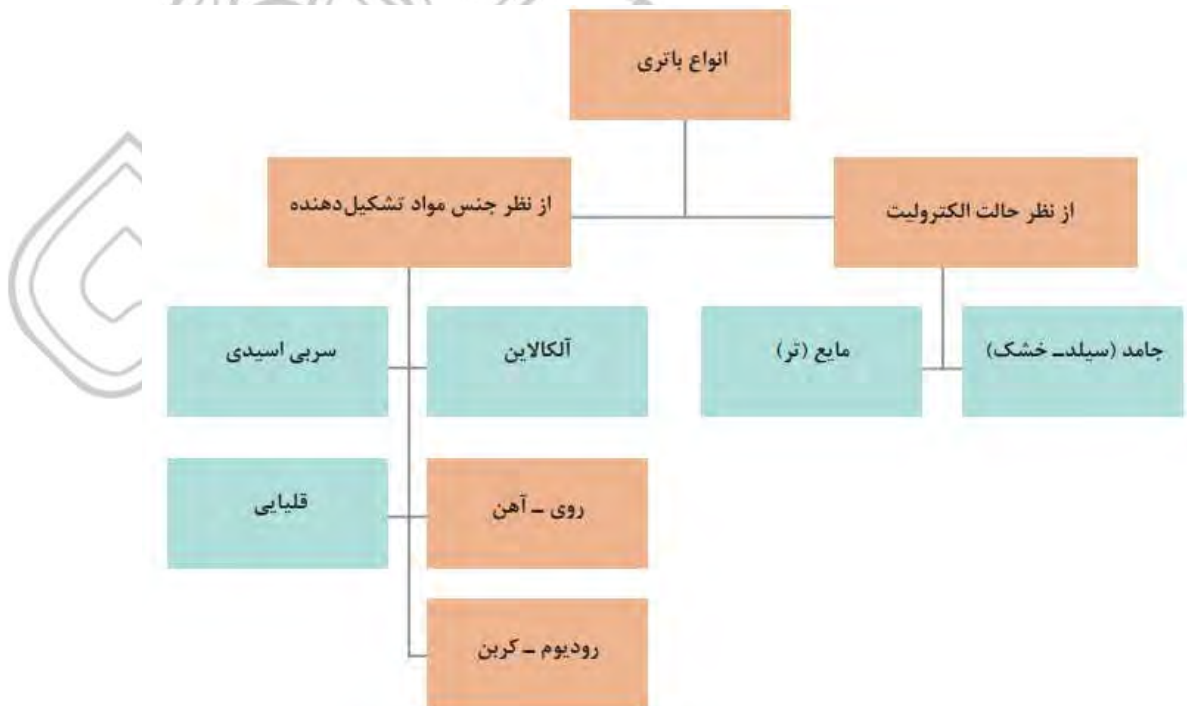 انواع باتری
از نظر حالت الکترولیت
از نظر جنس مواد تشکیل‌دهنده
جامد (سیلد_ خشک)
مایع (تر)
آلکالاین
سربی اسیدی
روی _ آهن
قلیایی
رودیوم _ کربن